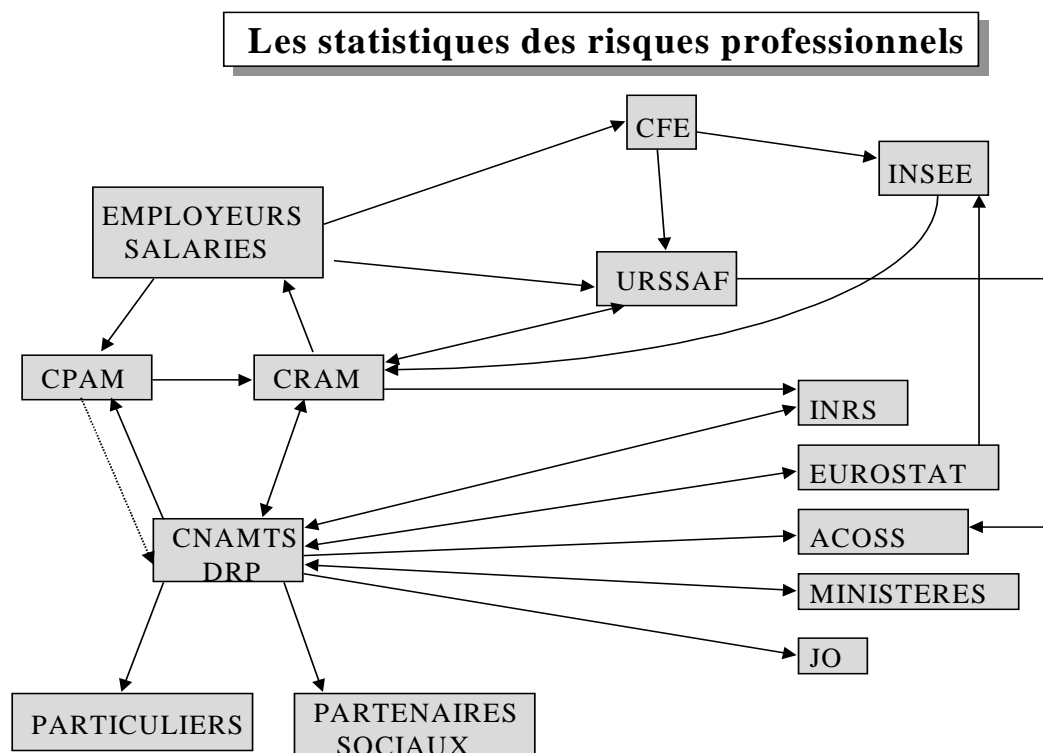 Les statistiques des risques professionnels
CFE
INSEE
EMPLOYEURS
SALARIES
URSSAF
CPAM
CRAM
INRS
EUROSTAT
CNAMTS
DRP
ACOSS
MINISTERES
JO
PARTICULIERS
PARTENAIRES
SOCIAUX